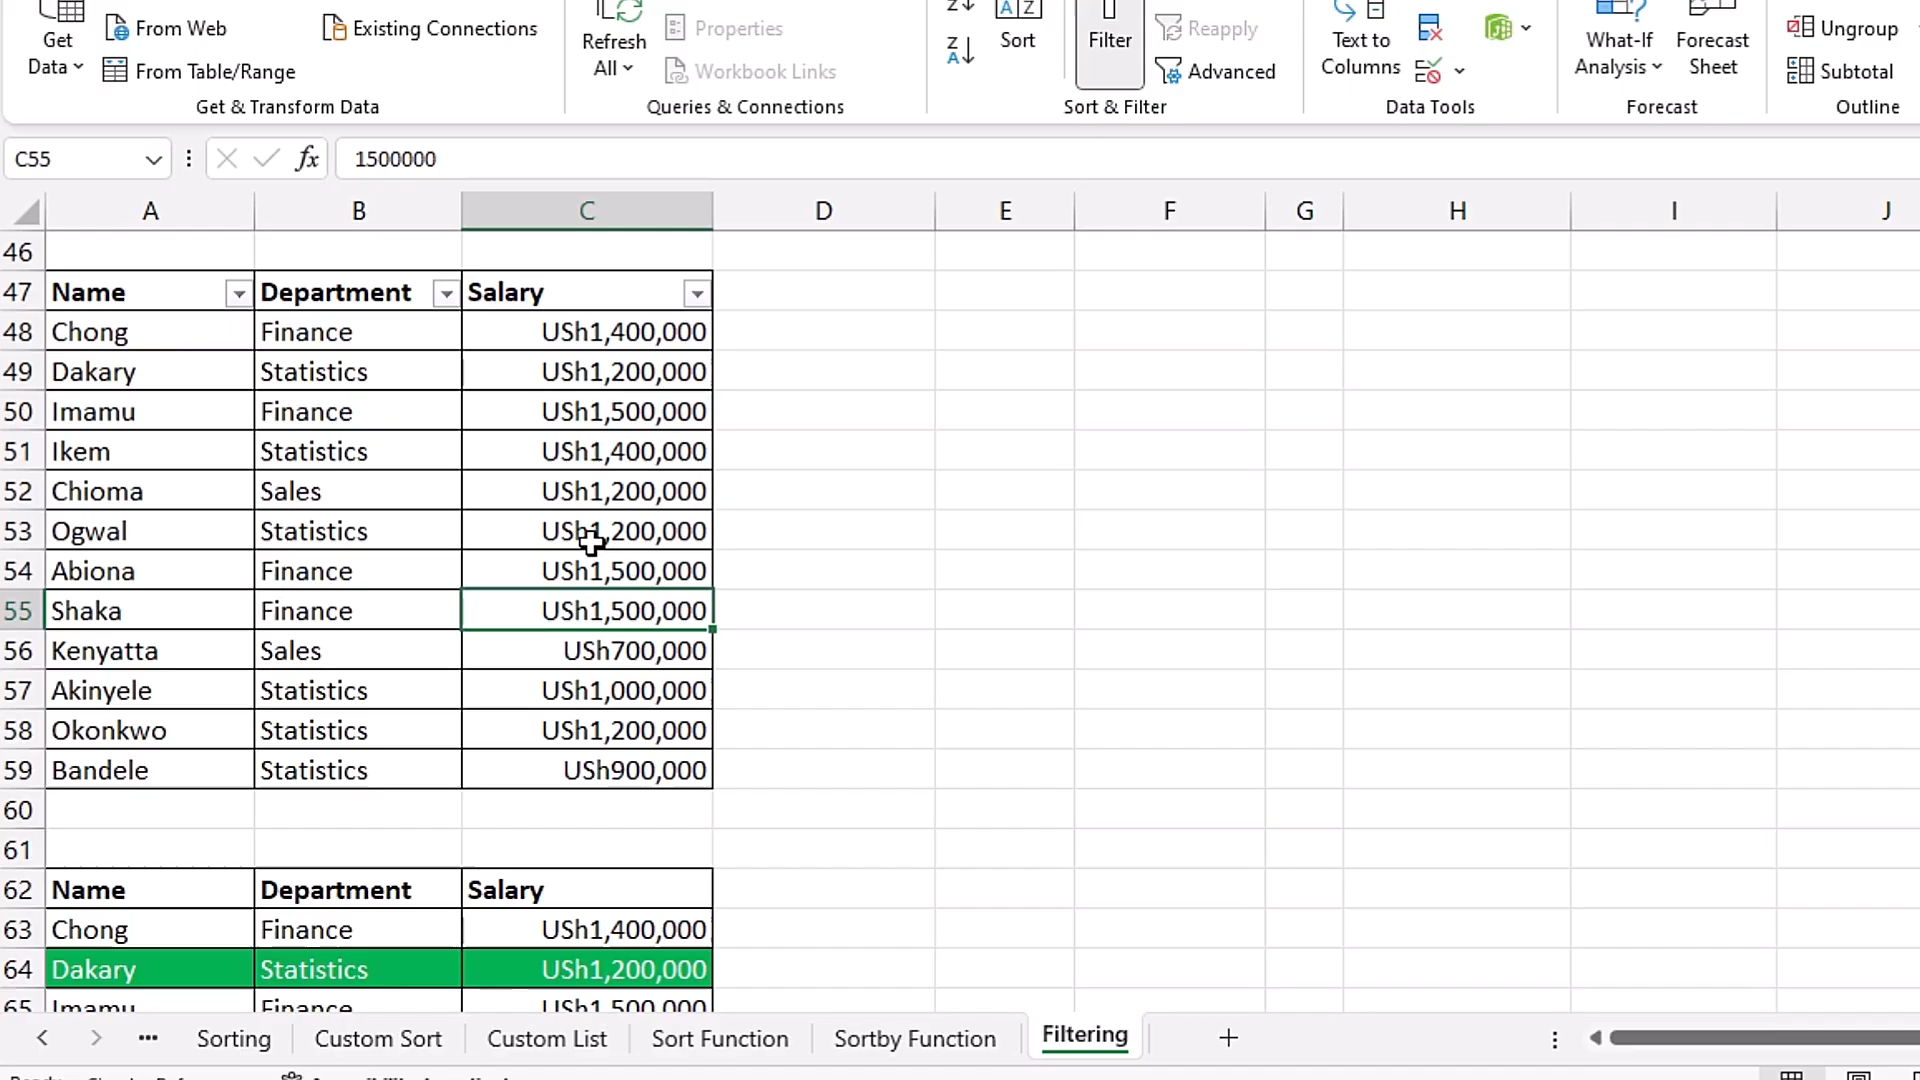 Get Data
From Web
Existing Connections
From Table/Range
Get & Transform Data
Refresh All
Properties
Workbook Links
Queries & Connections
Z
A Z
Z A
Sort
Filter
Reapply
Advanced
Sort & Filter
Text to Columns
Data Tools
What-If Analysis
Forecast Sheet
Forecast
Ungroup
Subtotal
Outline
C55 fx 1500000
A B C D E F G H I J
46
47 Name Department Salary
48 Chong Finance USh1,400,000
49 Dakary Statistics USh1,200,000
50 Imamu Finance USh1,500,000
51 Ikem Statistics USh1,400,000
52 Chioma Sales USh1,200,000
53 Ogwal Statistics USh1,200,000
54 Abiona Finance USh1,500,000
55 Shaka Finance USh1,500,000
56 Kenyatta Sales USh700,000
57 Akinyele Statistics USh1,000,000
58 Okonkwo Statistics USh1,200,000
59 Bandele Statistics USh900,000
60
61
62 Name Department Salary
63 Chong Finance USh1,400,000
64 Dakary Statistics USh1,200,000
65 Imamu Finance USh1,500,000
Sorting Custom Sort Custom List Sort Function Sortby Function Filtering